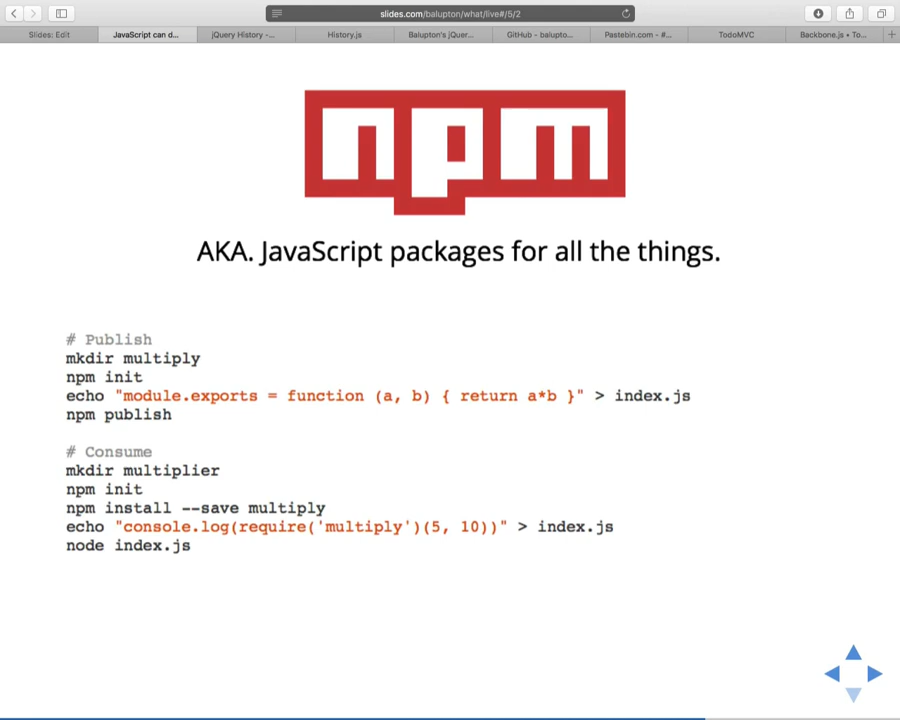 slides.com/balupton/what/live#/5/2
Slides: Edit
JavaScript can d...
jQuery History -...
History.js
Balupton's jQuer...
GitHub - balupto...
Pastebin.com - #...
TodoMVC
Backbone.js • To...
npm
AKA. JavaScript packages for all the things.
# Publish
mkdir multiply
npm init
echo "module.exports = function (a, b) { return a*b }" > index.js
npm publish
# Consume
mkdir multiplier
npm init
npm install --save multiply
echo "console.log(require('multiply')(5, 10))" > index.js
node index.js